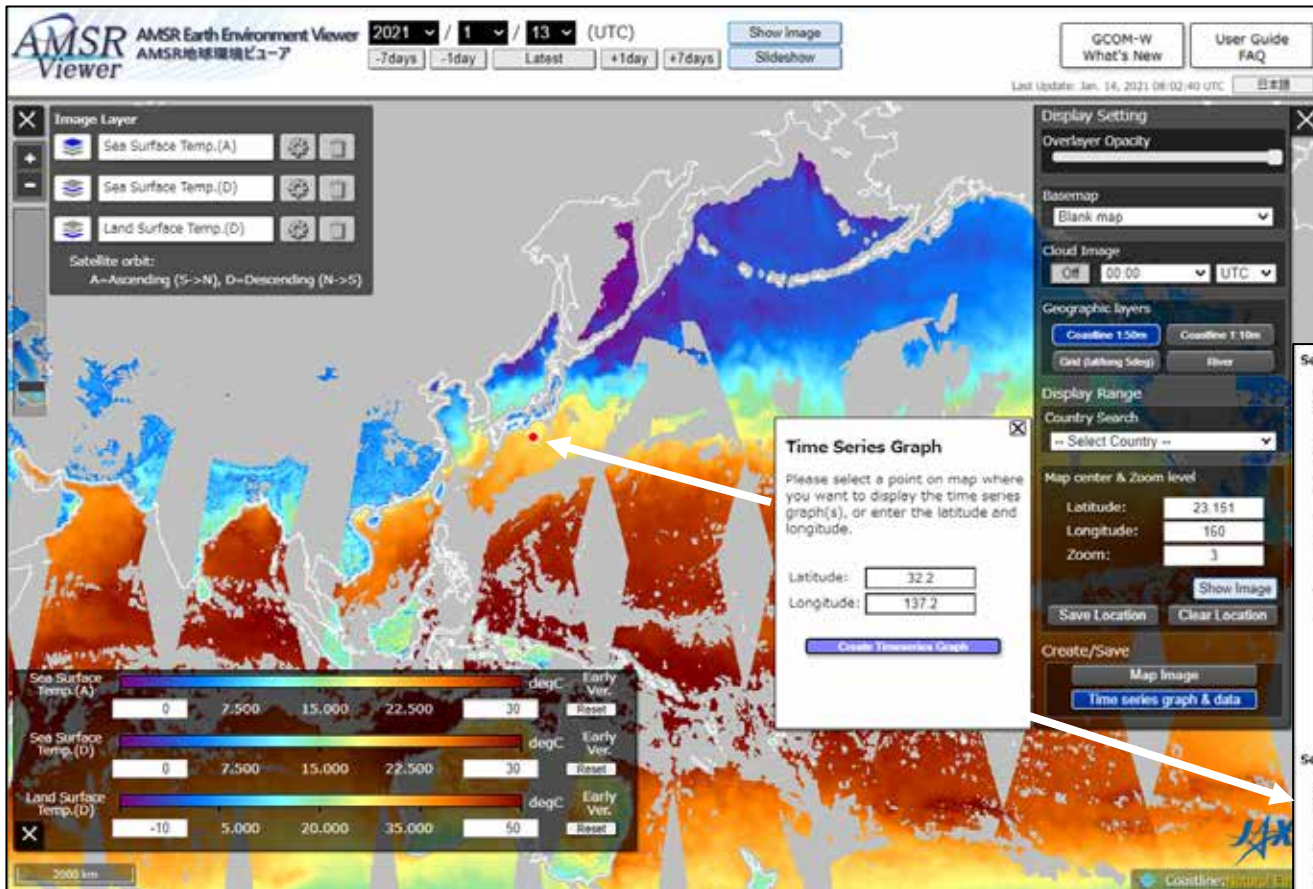 AMSR
Viewer
AMSR Earth Environment Viewer
AMSR地球環境ビューア
2021 / 1 / 13 (UTC)
-7days -1day Latest +1day +7days
Show Image
Slideshow
GCOM-W
What's New
User Guide
FAQ
Last Update: Jan. 14, 2021 06:02:40 UTC 日本語
Image Layer
Sea Surface Temp.(A)
Sea Surface Temp.(D)
Land Surface Temp.(D)
Satellite orbit:
A=Ascending (S->N), D=Descending (N->S)
Display Setting
Overlayer Opacity
Basemap
Blank map
Cloud Image
Off 00:00 UTC
Geographic layers
Coastline 1:50m Coastline 1:10m
Grid (lat/long 5deg) River
Display Range
Country Search
-- Select Country --
Map center & Zoom level
Latitude: 23.151
Longitude: 160
Zoom: 3
Show Image
Save Location Clear Location
Create/Save
Map Image
Time series graph & data
Time Series Graph
Please select a point on map where
you want to display the time series
graph(s), or enter the latitude and
longitude.
Latitude: 32.2
Longitude: 137.2
Create Timeseries Graph
Sea Surface
Temp.(A)
degC
Early
Ver.
0 7.500 15.000 22.500 30 Reset
Sea Surface
Temp.(D)
degC
Early
Ver.
0 7.500 15.000 22.500 30 Reset
Land Surface
Temp.(D)
degC
Early
Ver.
-10 5.000 20.000 35.000 50 Reset
2000 km
Coastline: